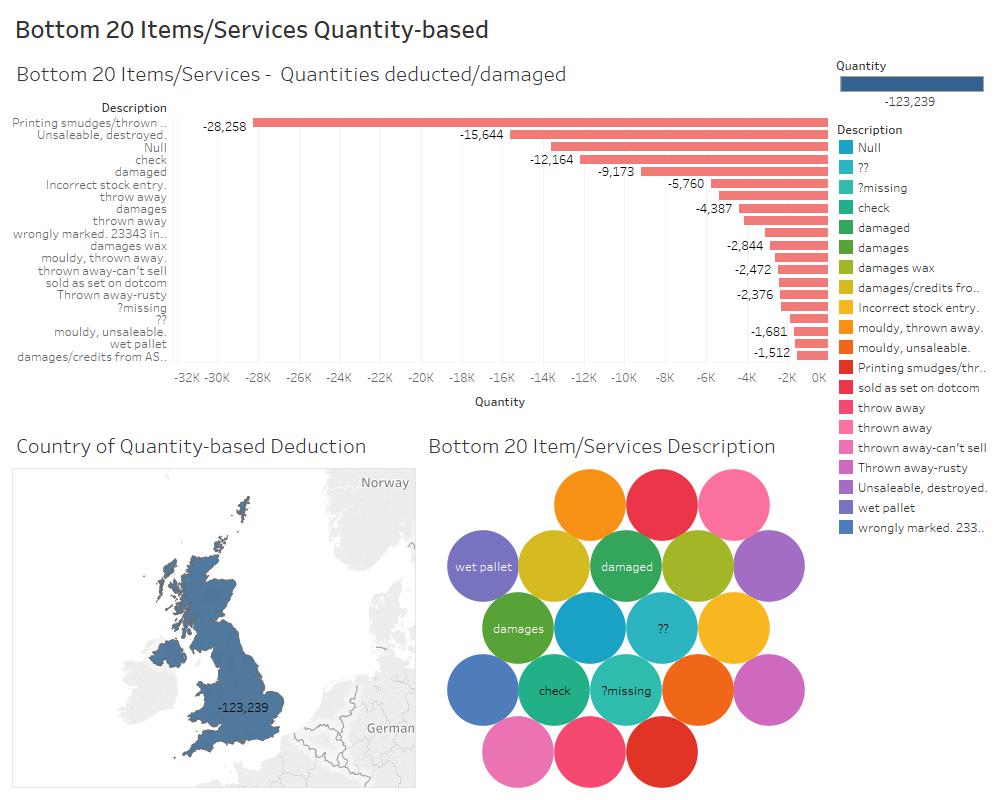 Bottom 20 Items/Services Quantity-based
Bottom 20 Items/Services - Quantities deducted/damaged
Quantity
-123,239
Description
Printing smudges/thrown ..
-28,258
Unsaleable, destroyed.
-15,644
Null
check
-12,164
damaged
-9,173
Incorrect stock entry.
-5,760
throw away
damages
-4,387
thrown away
wrongly marked. 23343 in..
damages wax
-2,844
mouldy, thrown away.
thrown away-can't sell
-2,472
sold as set on dotcom
Thrown away-rusty
-2,376
?missing
??
mouldy, unsaleable.
-1,681
wet pallet
damages/credits from AS..
-1,512
-32K -30K -28K -26K -24K -22K -20K -18K -16K -14K -12K -10K -8K -6K -4K -2K 0K
Quantity
Description
Null
??
?missing
check
damaged
damages
damages wax
damages/credits fro..
Incorrect stock entry.
mouldy, thrown away.
mouldy, unsaleable.
Printing smudges/thr..
sold as set on dotcom
throw away
thrown away
thrown away-can't sell
Thrown away-rusty
Unsaleable, destroyed.
wet pallet
wrongly marked. 233..
Country of Quantity-based Deduction
Norway
-123,239
German
Bottom 20 Item/Services Description
wet pallet
damaged
damages
??
check
?missing